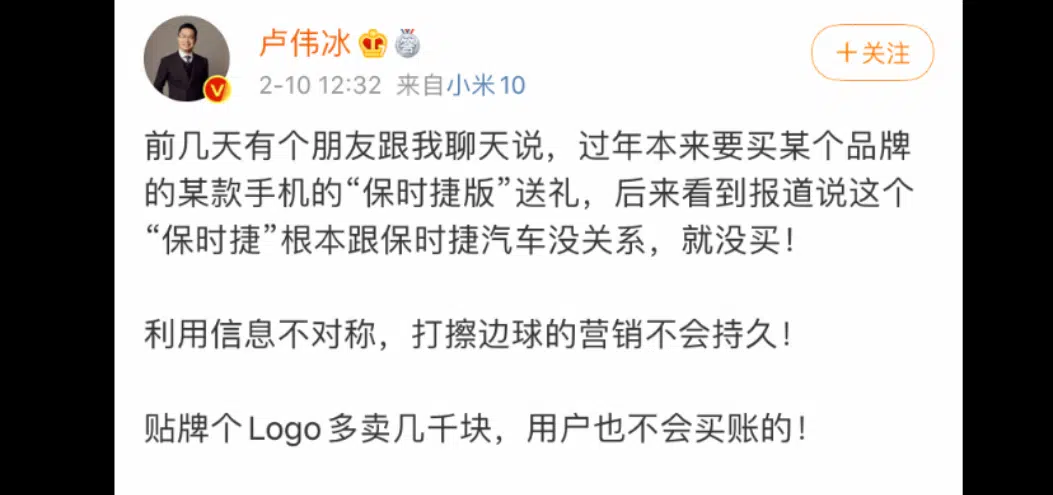 卢伟冰
2-10 12:32 来自小米10
+关注
前几天有个朋友跟我聊天说，过年本来要买某个品牌
的某款手机的“保时捷版”送礼，后来看到报道说这个
“保时捷”根本跟保时捷汽车没关系，就没买！
利用信息不对称，打擦边球的营销不会持久！
贴牌个Logo多卖几千块，用户也不会买账的！